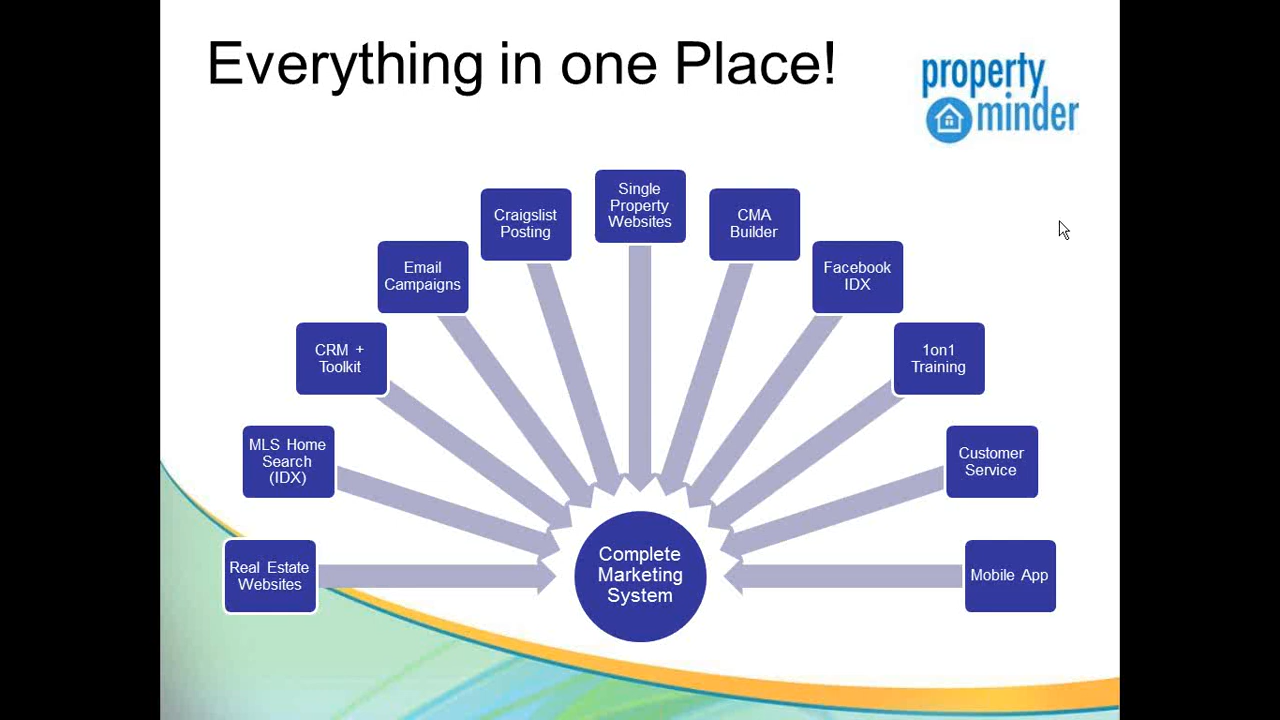 Everything in one Place!
property
minder
Single
Property
Websites
Craigslist
Posting
CMA
Builder
Email
Campaigns
Facebook
IDX
CRM +
Toolkit
1on1
Training
MLS Home
Search
(IDX)
Customer
Service
Real Estate
Websites
Complete
Marketing
System
Mobile App